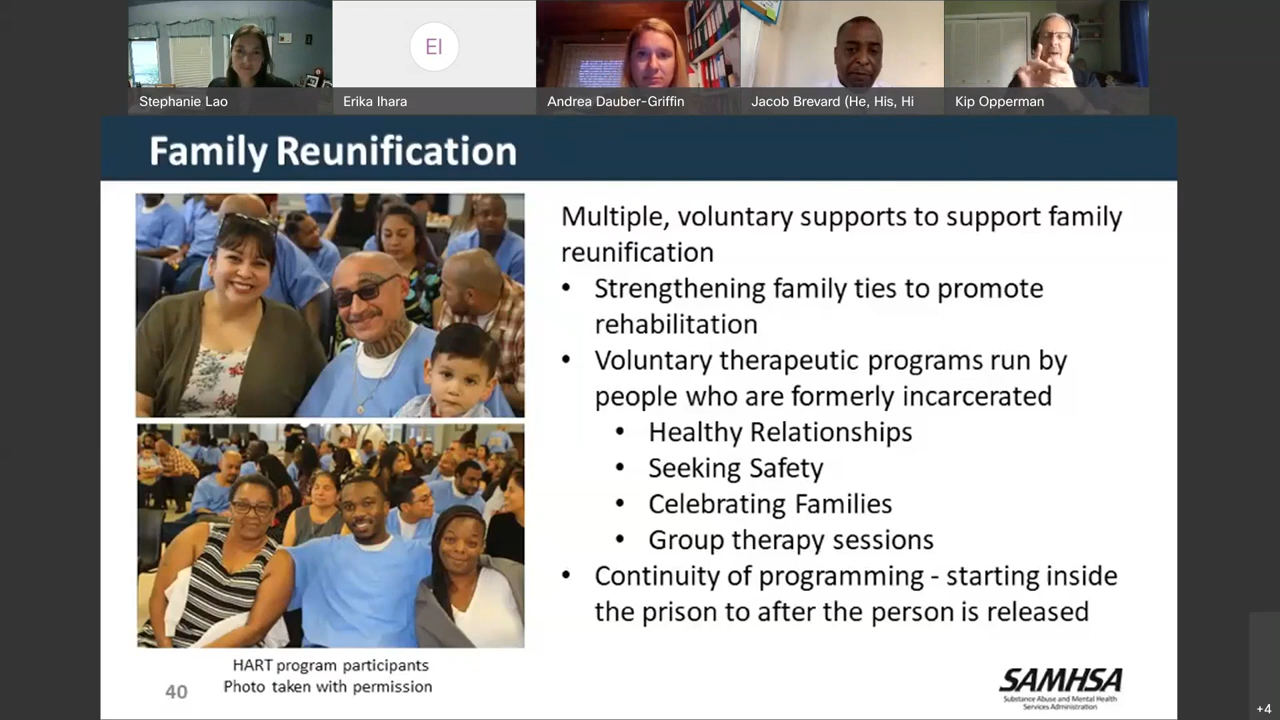 EI
Stephanie Lao
Erika Ihara
Andrea Dauber-Griffin
Jacob Brevard (He, His, Hi
Kip Opperman
Family Reunification
Multiple, voluntary supports to support family
reunification
• Strengthening family ties to promote
rehabilitation
• Voluntary therapeutic programs run by
people who are formerly incarcerated
• Healthy Relationships
• Seeking Safety
• Celebrating Families
• Group therapy sessions
• Continuity of programming - starting inside
the prison to after the person is released
HART program participants
Photo taken with permission
40
SAMHSA
Substance Abuse and Mental Health
Services Administration
+4